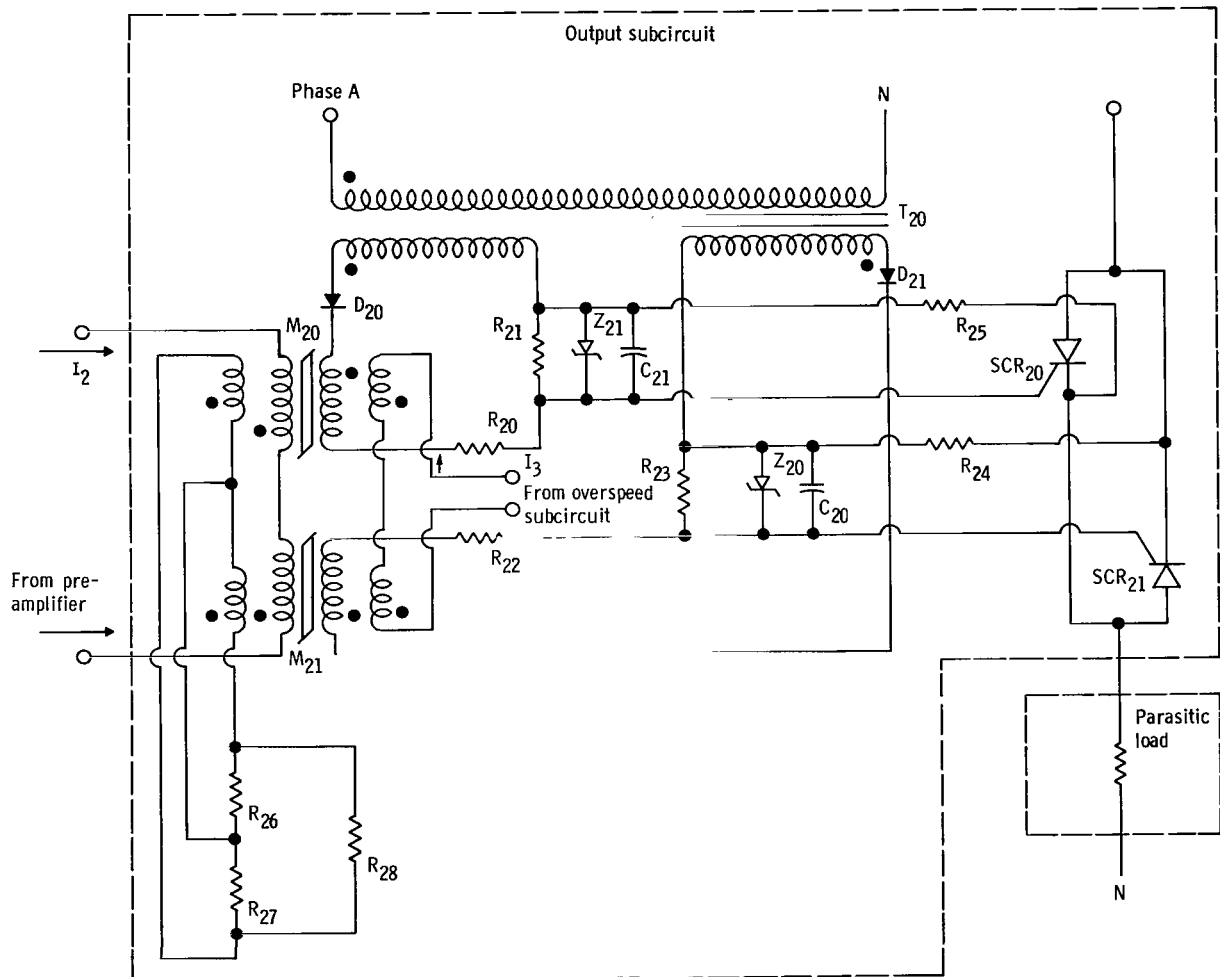 Output subcircuit
Phase A
N
T20
D20
D21
M20
R21
Z21
C21
R25
I2
SCR20
R20
I3
R23
Z20
C20
R24
From overspeed
subcircuit
R22
From pre-
amplifier
SCR21
M21
Parasitic
load
R26
R28
R27
N